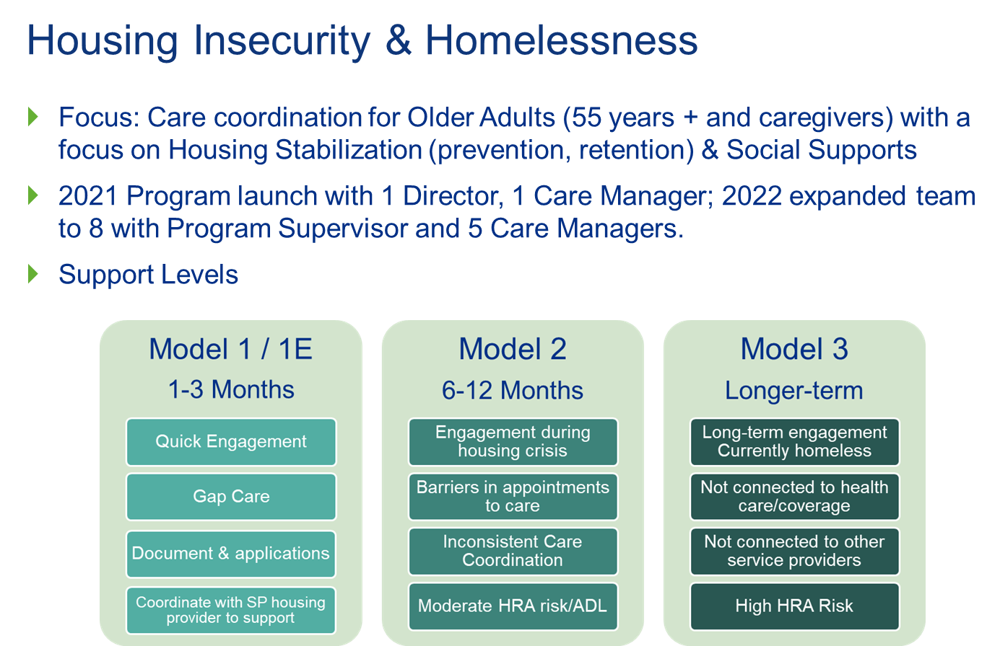 Housing Insecurity & Homelessness
Focus: Care coordination for Older Adults (55 years + and caregivers) with a
focus on Housing Stabilization (prevention, retention) & Social Supports
2021 Program launch with 1 Director, 1 Care Manager; 2022 expanded team
to 8 with Program Supervisor and 5 Care Managers.
Support Levels
Model 1 / 1E
1-3 Months
Quick Engagement
Gap Care
Document & applications
Coordinate with SP housing
provider to support
Model 2
6-12 Months
Engagement during
housing crisis
Barriers in appointments
to care
Inconsistent Care
Coordination
Moderate HRA risk/ADL
Model 3
Longer-term
Long-term engagement
Currently homeless
Not connected to health
care/coverage
Not connected to other
service providers
High HRA Risk